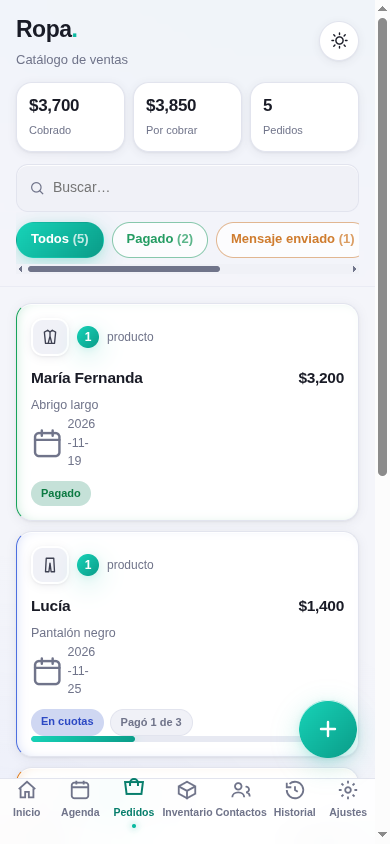 Ropa.
Catálogo de ventas
$3,700
Cobrado
$3,850
Por cobrar
5
Pedidos
Buscar…
Todos (5)
Pagado (2)
Mensaje enviado (1)
1 producto
María Fernanda $3,200
Abrigo largo
2026
-11-
19
Pagado
1 producto
Lucía $1,400
Pantalón negro
2026
-11-
25
En cuotas Pagó 1 de 3
+
Inicio Agenda Pedidos Inventario Contactos Historial Ajustes